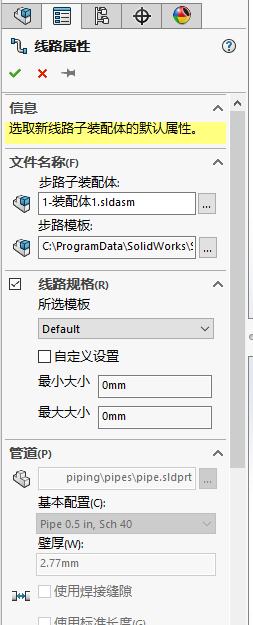 线路属性
信息
选取新线路子装配体的默认属性。
文件名称(F)
步路子装配体:
1-装配体1.sldasm
...
步路模板:
C:\ProgramData\SolidWorks\S
...
线路规格(R)
所选模板
Default
自定义设置
最小大小
0mm
最大大小
0mm
管道(P)
piping\pipes\pipe.sldprt
...
基本配置(C):
Pipe 0.5 in, Sch 40
壁厚(W):
2.77mm
使用焊接缝隙
使用标准长度(G)